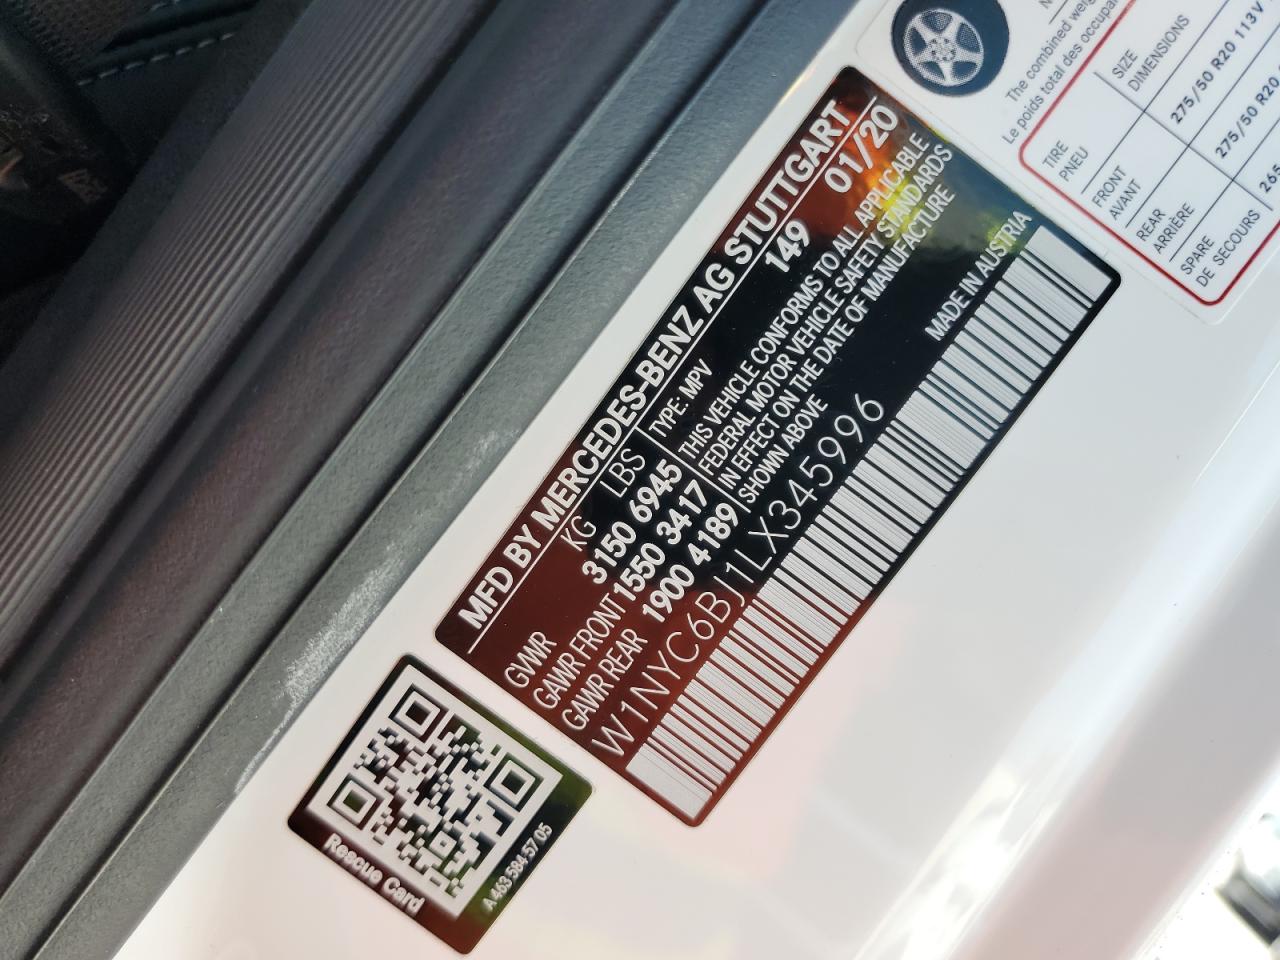 MFD BY MERCEDES-BENZ AG STUTTGART
149 01/20
KG LBS TYPE: MPV
GVWR 3150 6945
GAWR FRONT 1550 3417
GAWR REAR 1900 4189
THIS VEHICLE CONFORMS TO ALL APPLICABLE
FEDERAL MOTOR VEHICLE SAFETY STANDARDS
IN EFFECT ON THE DATE OF MANUFACTURE
SHOWN ABOVE
MADE IN AUSTRIA
W1NYC6BJ1LX345996
Rescue Card
A 463 584 57 05
The combined
Le poids total des
TIRE SIZE
PNEU DIMENSIONS
FRONT 275/50 R20 113V
AVANT
REAR 275/50 R20
ARRIÈRE
SPARE 265
DE SECOURS